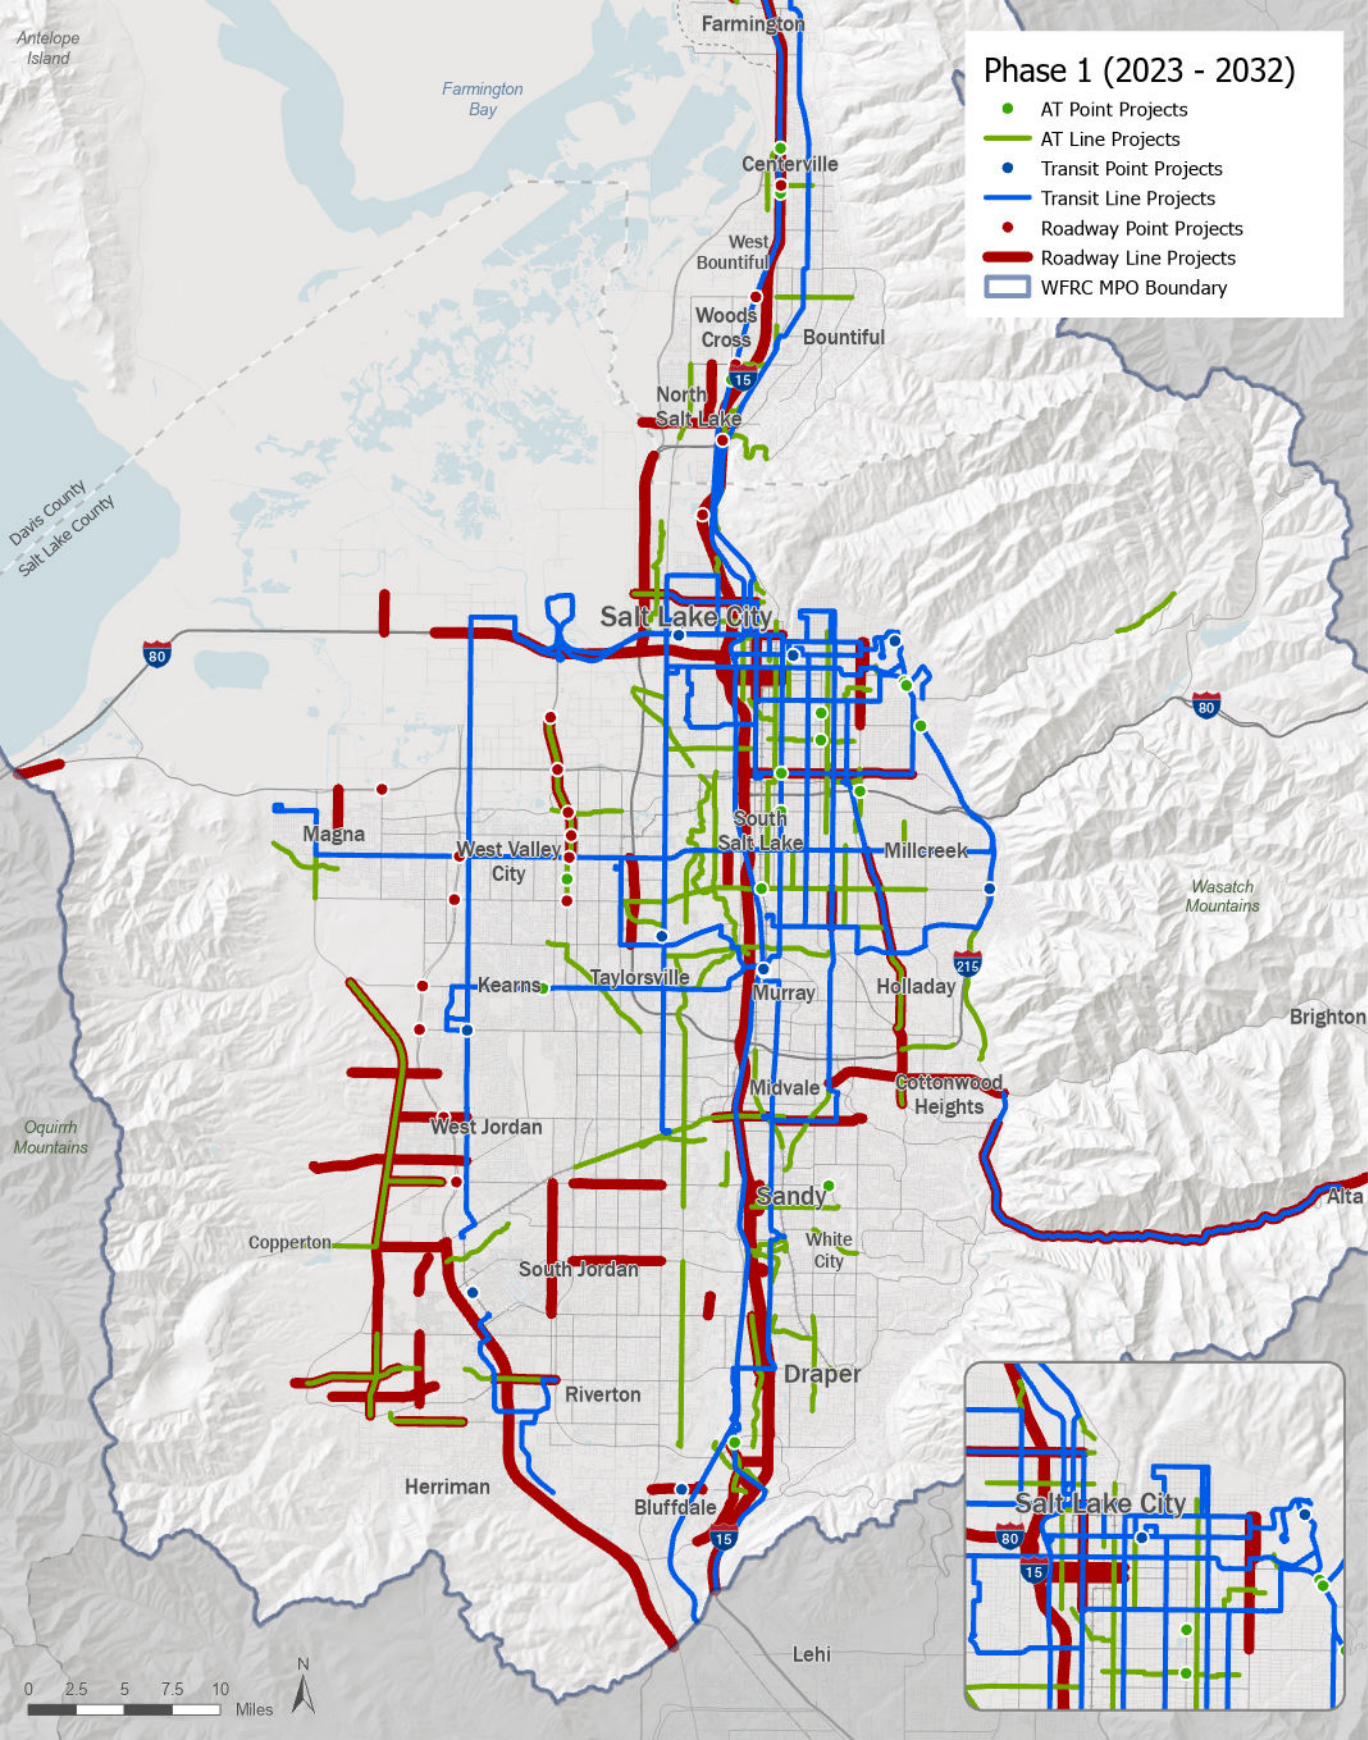 Farmington
Antelope
Island
Farmington
Bay
Phase 1 (2023 - 2032)
AT Point Projects
AT Line Projects
Transit Point Projects
Transit Line Projects
Roadway Point Projects
Roadway Line Projects
WFRC MPO Boundary
Centerville
West
Bountiful
Woods
Cross
Bountiful
15
North
Salt Lake
Davis County
Salt Lake County
Salt Lake City
80
80
Magna
West Valley
City
South
Salt Lake
Millcreek
Wasatch
Mountains
215
Kearns
Taylorsville
Murray
Holladay
Brighton
Midvale
Cottonwood
Heights
West Jordan
Oquirrh
Mountains
Sandy
Alta
Copperton
White
City
South Jordan
Draper
Riverton
Herriman
Bluffdale
15
Lehi
Salt Lake City
80
15
N
0 2.5 5 7.5 10
Miles